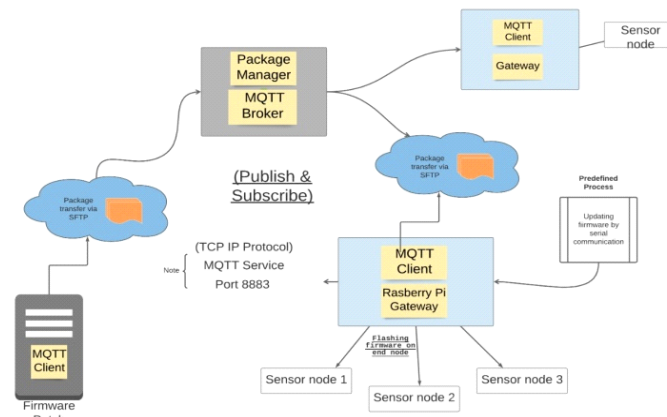 MQTT
Client
Gateway
Sensor
node
Package
Manager
MQTT
Broker
Package
transfer via
SFTP
(Publish &
Subscribe)
Package
transfer via
SFTP
Predefined
Process
Updating
fiirmware by
serial
communication
(TCP IP Protocol)
Note
MQTT Service
Port 8883
MQTT
Client
Rasberry Pi
Gateway
MQTT
Client
Firmware
Flashing
firmware on
end node
Sensor node 1
Sensor node 2
Sensor node 3